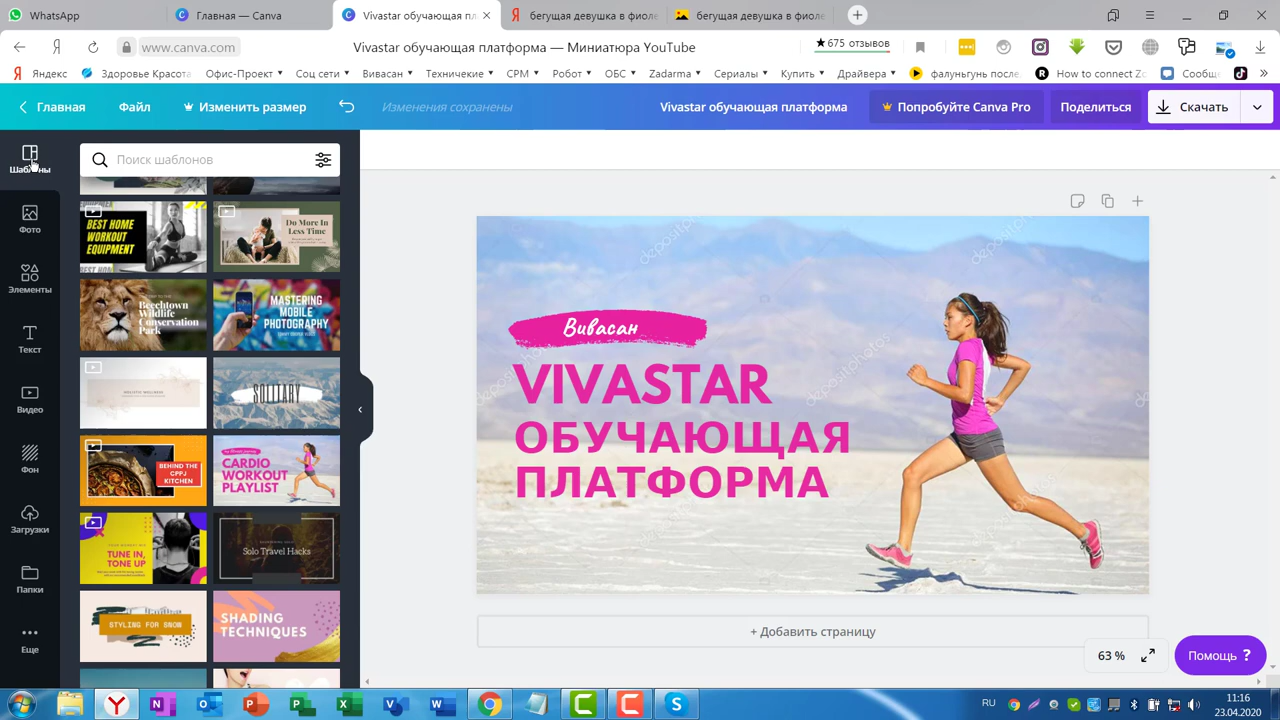 WhatsApp
Главная — Canva
Vivastar обучающая пл
бегущая девушка в фиоле
бегущая девушка в фиоле
www.canva.com
Vivastar обучающая платформа — Миниатюра YouTube
★675 отзывов
Яндекс
Здоровье Красота
Офис-Проект
Соц сети
Вивасан
Технические
СРМ
Робот
ОБС
Zadarma
Сериалы
Купить
Драйвера
фалуньгунь после
How to connect Zo
Сообщ
Главная
Файл
Изменить размер
Изменения сохранены
Vivastar обучающая платформа
Попробуйте Canva Pro
Поделиться
Скачать
Шаблоны
Фото
Элементы
Текст
Видео
Фон
Загрузки
Папки
Еще
Поиск шаблонов
BEST HOME
WORKOUT
EQUIPMENT
Do More In
Less Time
Beechtown
Wildlife
Conservation
Park
MASTERING
MOBILE
PHOTOGRAPHY
SOLITARY
BEHIND THE
CPPJ
KITCHEN
CARDIO
WORKOUT
PLAYLIST
TUNE IN,
TONE UP
Solo Travel Hacks
STYLING FOR SNOW
SHADING
TECHNIQUES
Вивасан
VIVASTAR
ОБУЧАЮЩАЯ
ПЛАТФОРМА
+ Добавить страницу
63 %
Помощь ?
RU
11:16
23.04.2020